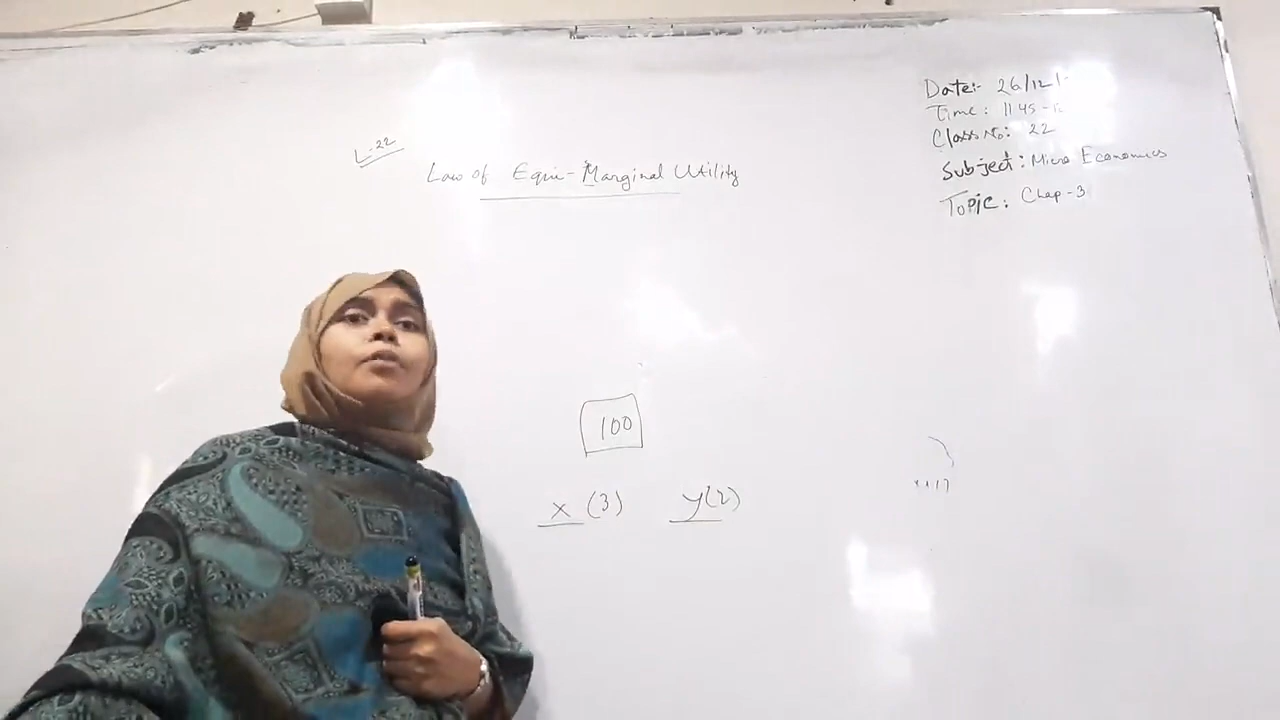 L-22
Law of Equi-Marginal Utility
Date:- 26/12/
Time: 11 45 -
Class No: 22
Subject: Micro Economics
Topic: Chap-3
100
x (3) y(2)